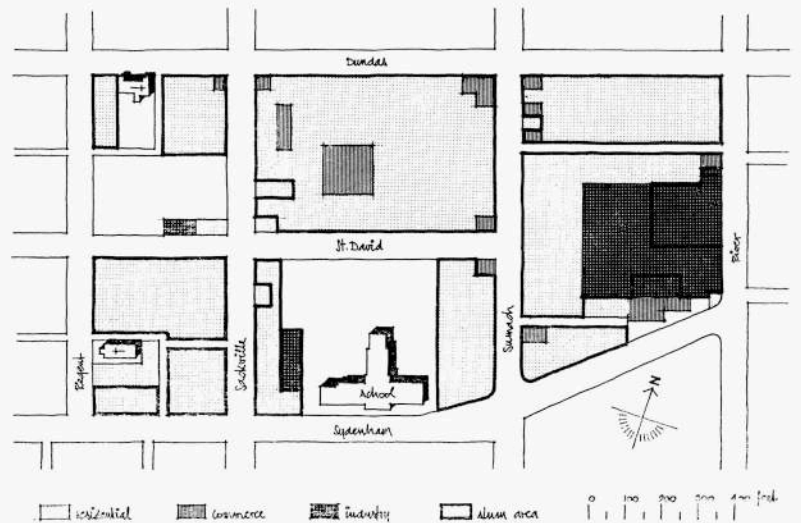 Dundas
St. David
River
Sumach
Sackville
Regent
school
Sydenham
N
residential
commerce
industry
slum area
0 100 200 300 400 feet